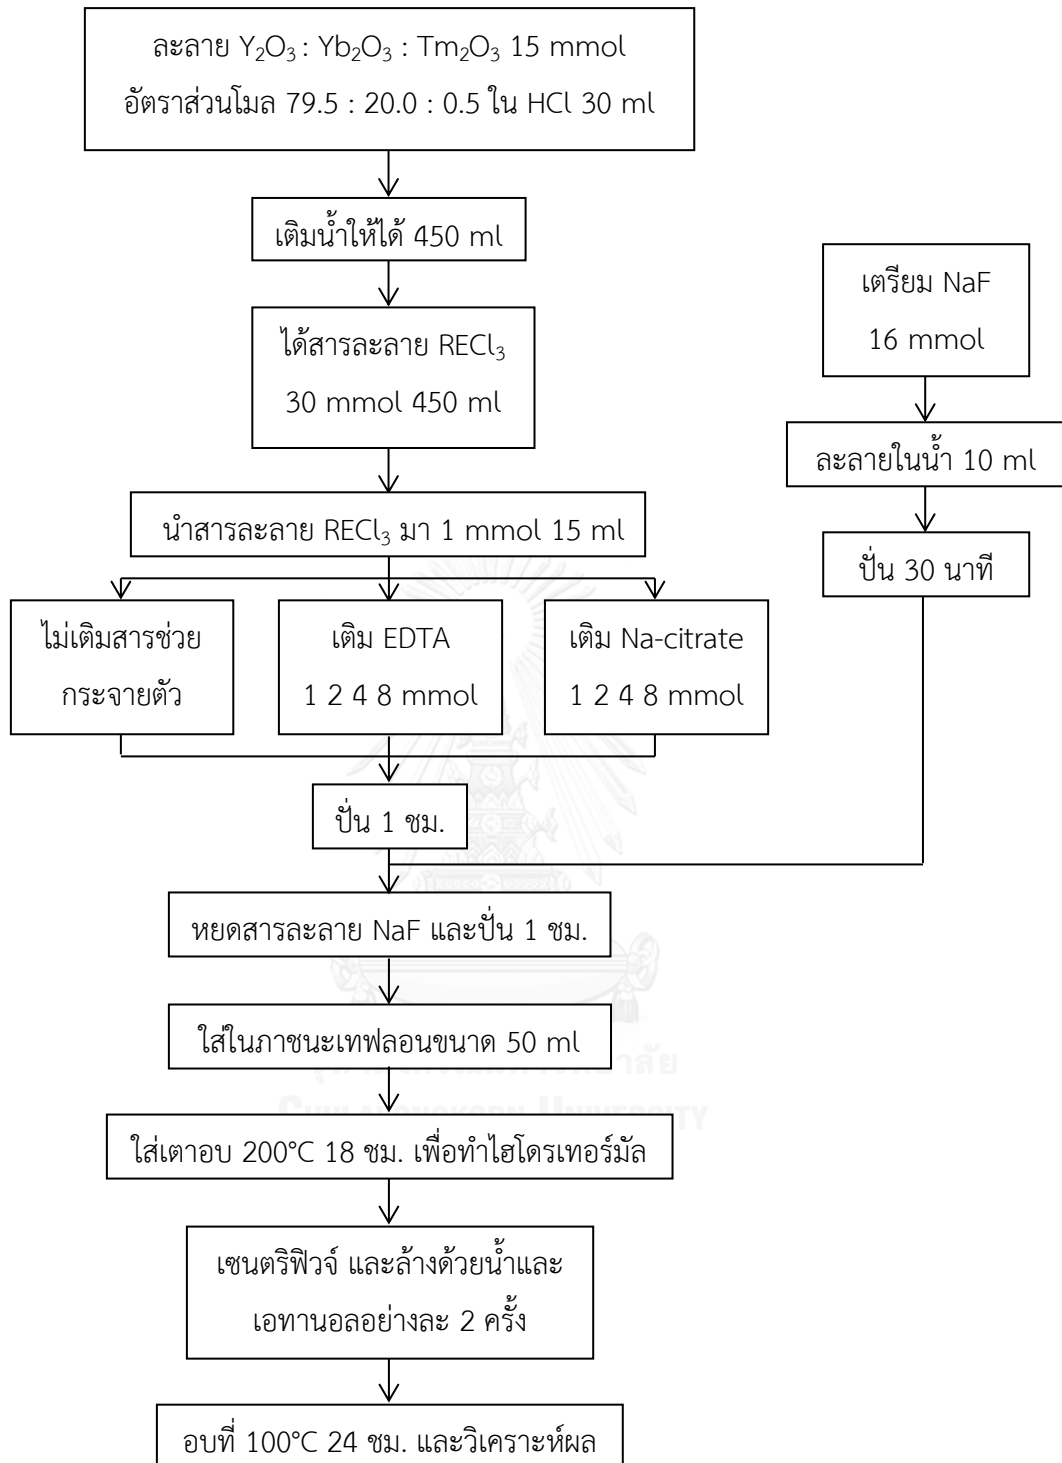 ละลาย Y₂O₃ : Yb₂O₃ : Tm₂O₃ 15 mmol
อัตราส่วนโมล 79.5 : 20.0 : 0.5 ใน HCl 30 ml
เติมน้ำให้ได้ 450 ml
ได้สารละลาย RECl₃
30 mmol 450 ml
เตรียม NaF
16 mmol
ละลายในน้ำ 10 ml
ปั่น 30 นาที
นำสารละลาย RECl₃ มา 1 mmol 15 ml
ไม่เติมสารช่วย
กระจายตัว
เติม EDTA
1 2 4 8 mmol
เติม Na-citrate
1 2 4 8 mmol
ปั่น 1 ชม.
หยดสารละลาย NaF และปั่น 1 ชม.
ใส่ในภาชนะเทฟลอนขนาด 50 ml
ใส่เตาอบ 200°C 18 ชม. เพื่อทำไฮโดรเทอร์มัล
เซนตริฟิวจ์ และล้างด้วยน้ำและ
เอทานอลอย่างละ 2 ครั้ง
อบที่ 100°C 24 ชม. และวิเคราะห์ผล